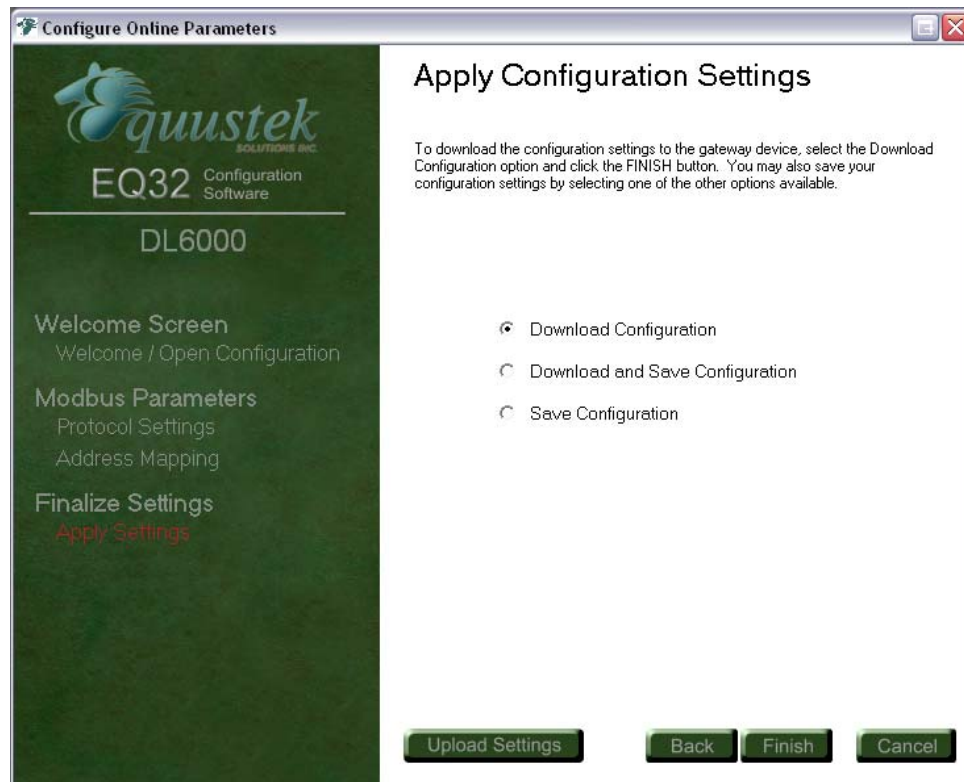 Configure Online Parameters
Equustek
SOLUTIONS INC.
EQ32 Configuration Software
DL6000
Welcome Screen
Welcome / Open Configuration
Modbus Parameters
Protocol Settings
Address Mapping
Finalize Settings
Apply Settings
Apply Configuration Settings
To download the configuration settings to the gateway device, select the Download
Configuration option and click the FINISH button. You may also save your
configuration settings by selecting one of the other options available.
Download Configuration
Download and Save Configuration
Save Configuration
Upload Settings
Back
Finish
Cancel